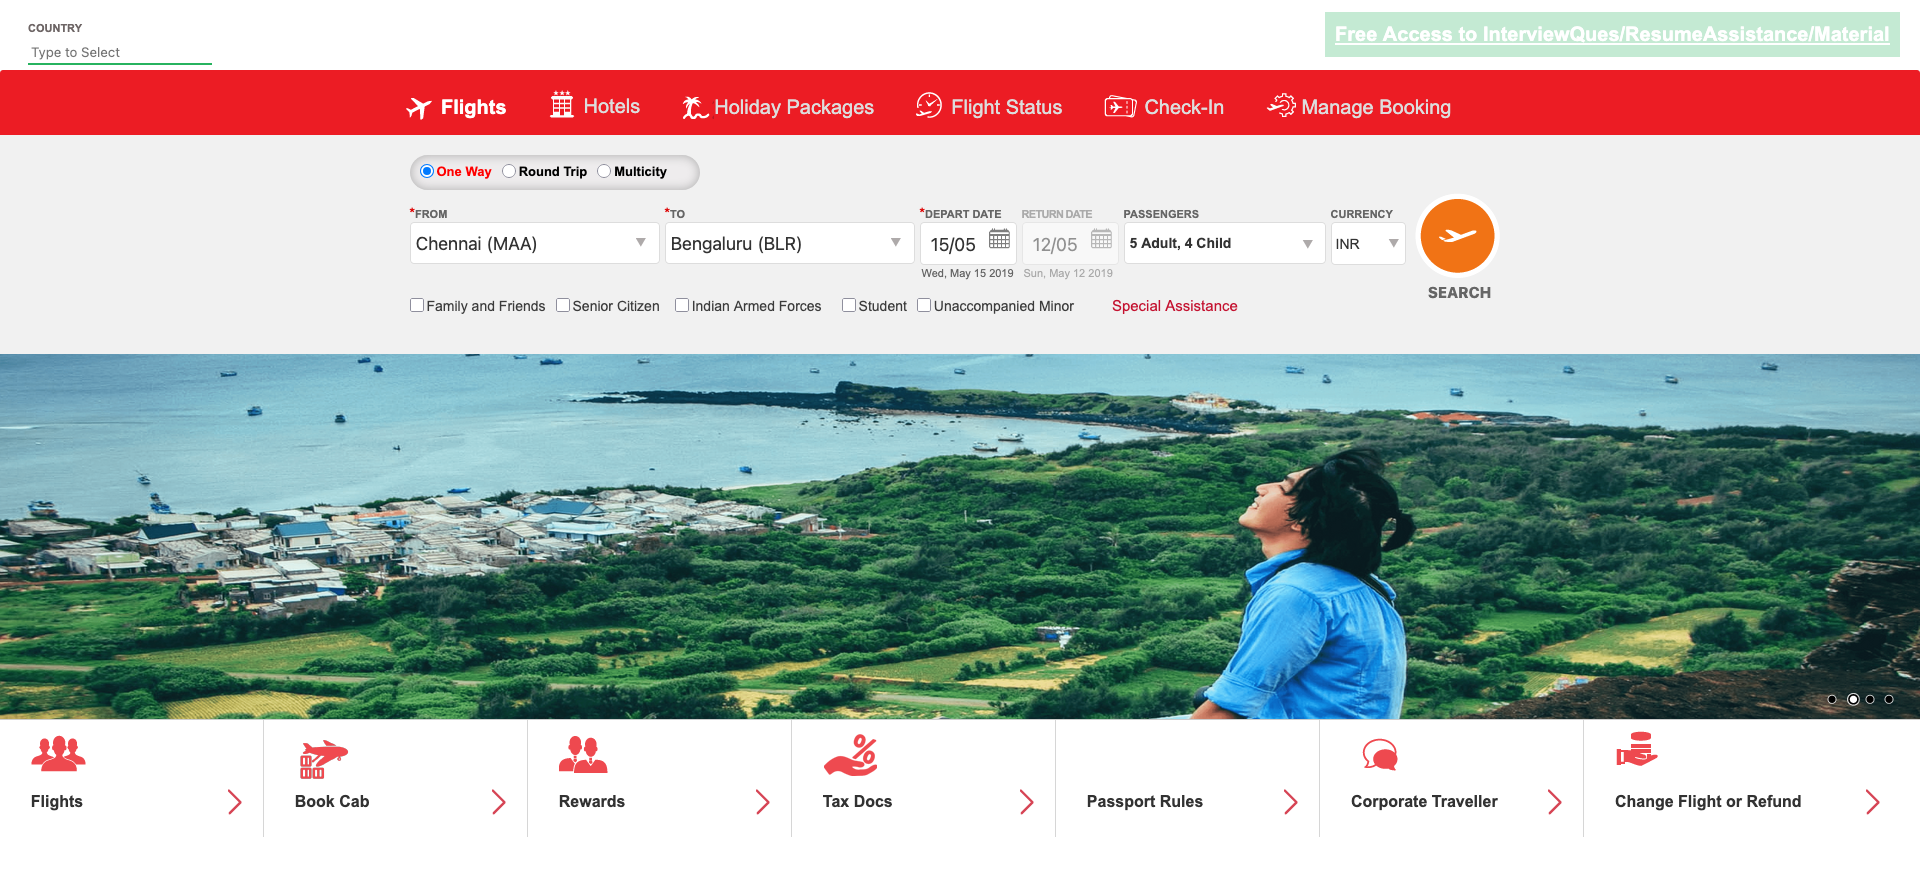 COUNTRY
Type to Select
Free Access to InterviewQues/ResumeAssistance/Material
Flights
Hotels
Holiday Packages
Flight Status
Check-In
Manage Booking
One Way Round Trip Multicity
*FROM
*TO
*DEPART DATE
RETURN DATE
PASSENGERS
CURRENCY
Chennai (MAA)
Bengaluru (BLR)
15/05
12/05
5 Adult, 4 Child
INR
Wed, May 15 2019
Sun, May 12 2019
SEARCH
Family and Friends
Senior Citizen
Indian Armed Forces
Student
Unaccompanied Minor
Special Assistance
Flights
Book Cab
Rewards
Tax Docs
Passport Rules
Corporate Traveller
Change Flight or Refund